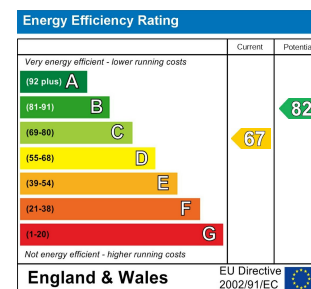 Energy Efficiency Rating
Current Potentia
Very energy efficient - lower running costs
(92 plus) A
(81-91) B
(69-80) C
(55-68) D
(39-54) E
(21-38) F
(1-20) G
67
82
Not energy efficient - higher running costs
England & Wales
EU Directive
2002/91/EC